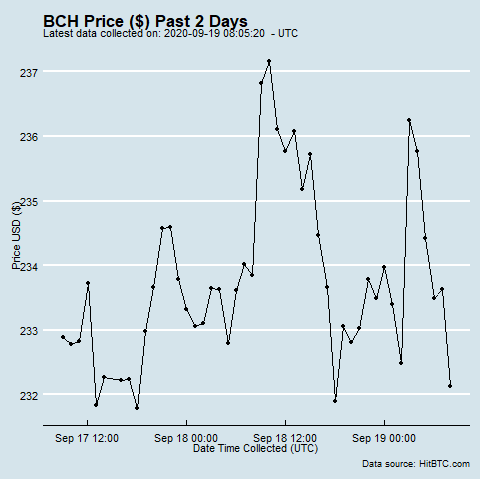 BCH Price ($) Past 2 Days
Latest data collected on: 2020-09-19 08:05:20 - UTC
237
236
235
234
233
232
Price USD ($)
Sep 17 12:00 Sep 18 00:00 Sep 18 12:00 Sep 19 00:00
Date Time Collected (UTC)
Data source: HitBTC.com